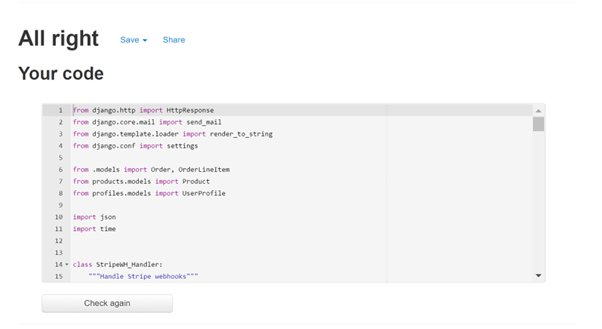 All right Save Share
Your code
1 from django.http import HttpResponse
2 from django.core.mail import send_mail
3 from django.template.loader import render_to_string
4 from django.conf import settings
5
6 from .models import Order, OrderLineItem
7 from products.models import Product
8 from profiles.models import UserProfile
9
10 import json
11 import time
12
13
14 class StripeWH_Handler:
15 """Handle Stripe webhooks"""
Check again